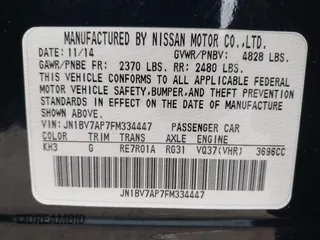 MANUFACTURED BY NISSAN MOTOR CO.,LTD.
DATE: 11/14 GVWR/PNBV: 4828 LBS.
GAWR/PNBE FR: 2370 LBS. RR: 2480 LBS.
THIS VEHICLE CONFORMS TO ALL APPLICABLE FEDERAL
MOTOR VEHICLE SAFETY,BUMPER,AND THEFT PREVENTION
STANDARDS IN EFFECT ON THE DATE OF MANUFACTURE
SHOWN ABOVE.
VIN: JN1BV7AP7FM334447 PASSENGER CAR
COLOR TRIM TRANS AXLE ENGINE
KH3 G RE7R01A RG31 VQ37(VHR) 3696CC
JN1BV7AP7FM334447
DREAMBID